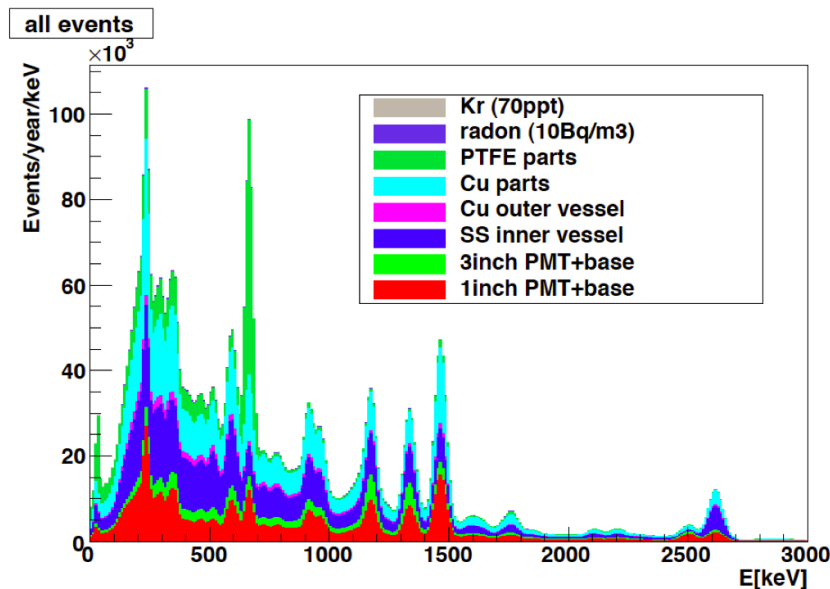 all events
×10³
Events/year/keV
100
80
60
40
20
0
Kr (70ppt)
radon (10Bq/m3)
PTFE parts
Cu parts
Cu outer vessel
SS inner vessel
3inch PMT+base
1inch PMT+base
0 500 1000 1500 2000 2500 3000
E[keV]